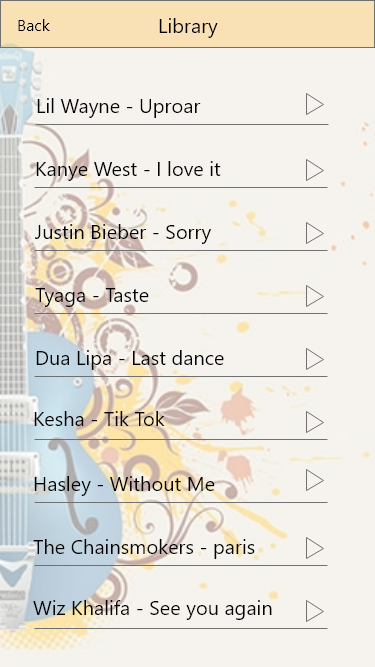 Back
Library
Lil Wayne - Uproar
Kanye West - I love it
Justin Bieber - Sorry
Tyaga - Taste
Dua Lipa - Last dance
Kesha - Tik Tok
Hasley - Without Me
The Chainsmokers - paris
Wiz Khalifa - See you again